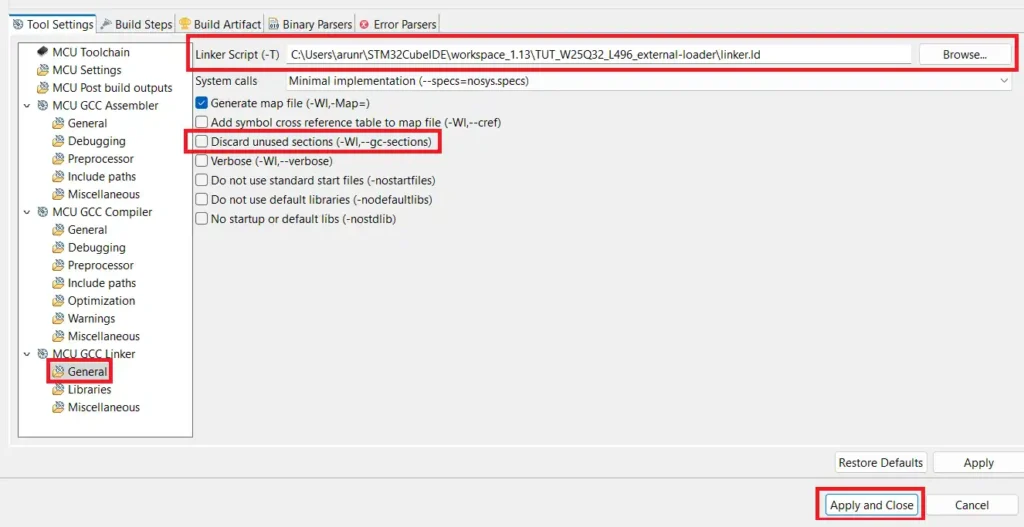 Tool Settings Build Steps Build Artifact Binary Parsers Error Parsers
MCU Toolchain
MCU Settings
MCU Post build outputs
MCU GCC Assembler
General
Debugging
Preprocessor
Include paths
Miscellaneous
MCU GCC Compiler
General
Debugging
Preprocessor
Include paths
Optimization
Warnings
Miscellaneous
MCU GCC Linker
General
Libraries
Miscellaneous
Linker Script (-T) C:\Users\arunr\STM32CubeIDE\workspace_1.13\TUT_W25Q32_L496_external-loader\linker.ld Browse...
System calls Minimal implementation (--specs=nosys.specs)
Generate map file (-Wl,-Map=)
Add symbol cross reference table to map file (-Wl,--cref)
Discard unused sections (-Wl,--gc-sections)
Verbose (-Wl,--verbose)
Do not use standard start files (-nostartfiles)
Do not use default libraries (-nodefaultlibs)
No startup or default libs (-nostdlib)
Restore Defaults Apply
Apply and Close Cancel